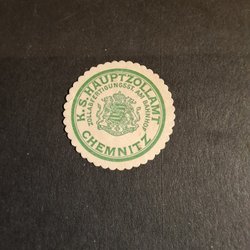 K.S. HAUPTZOLLAMT
ZOLLABFERTIGUNGSST. AM BAHNHOF
CHEMNITZ